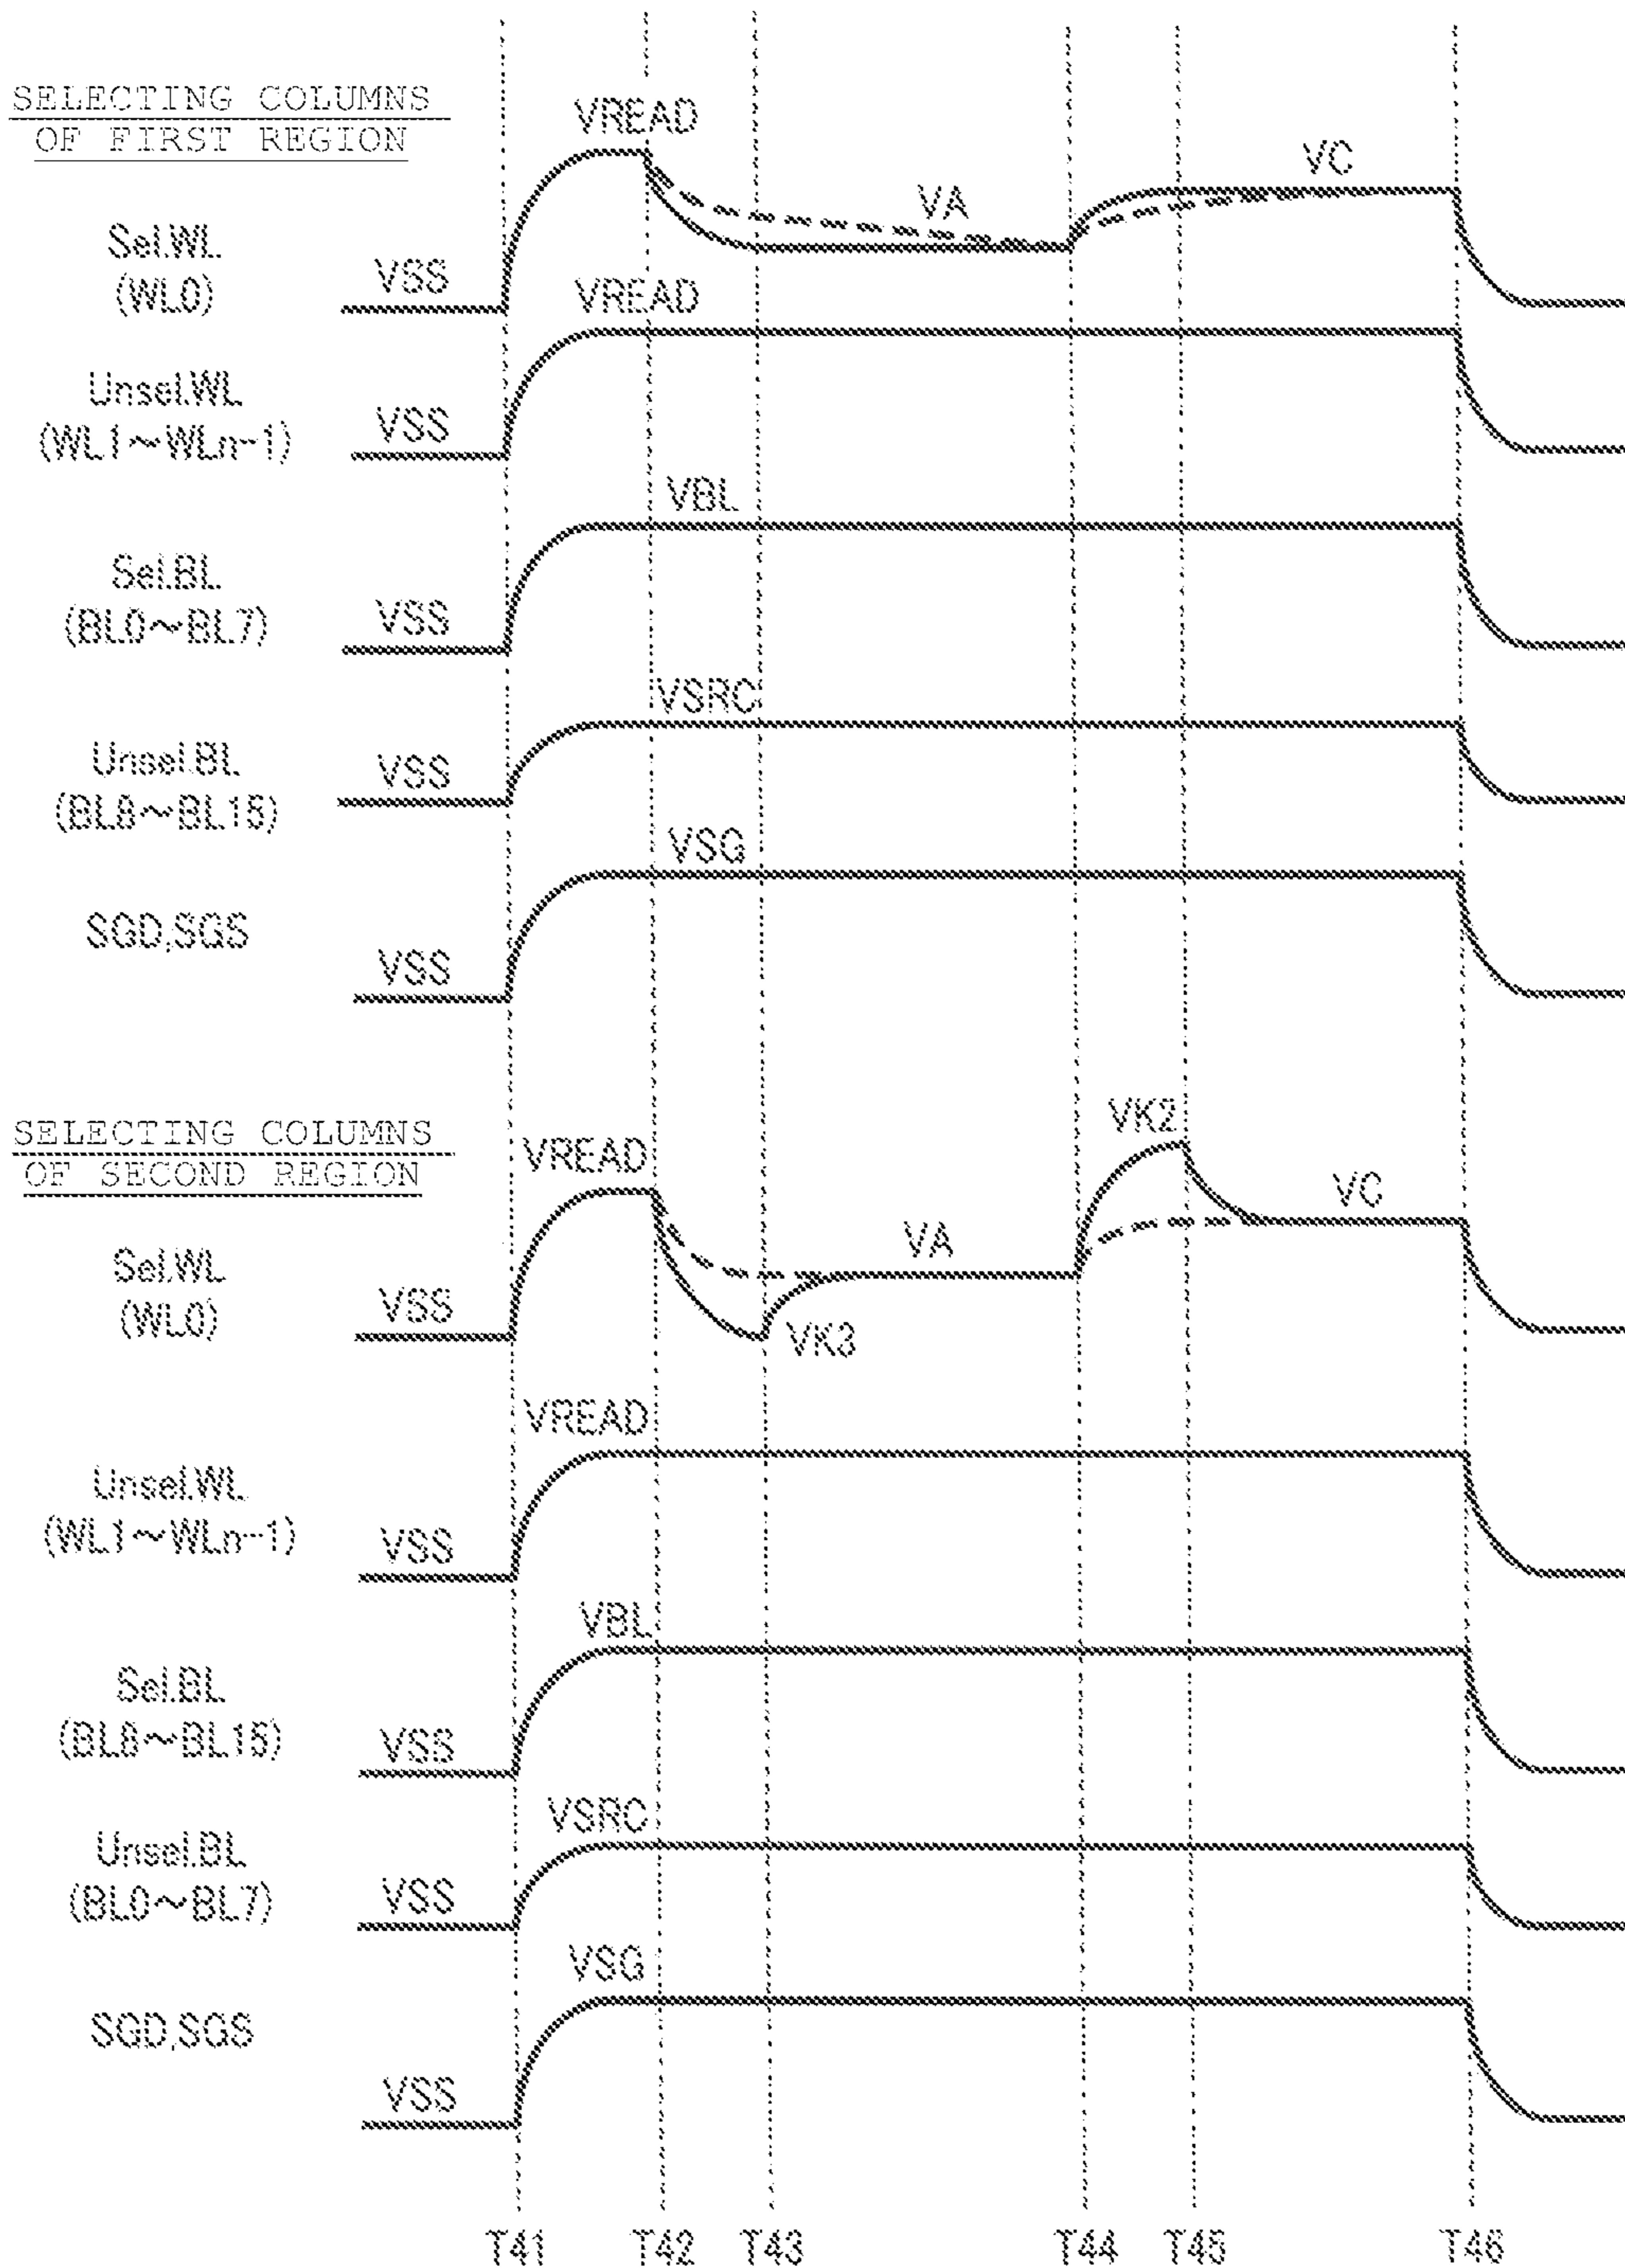 SELECTING COLUMNS
OF FIRST REGION
VREAD
VA
VC
Sel.WL
(WL0)
VSS
VREAD
Unsel.WL
(WL1~WLn-1)
VSS
VBL
Sel.BL
(BL0~BL7)
VSS
VSRC
Unsel.BL
(BL8~BL15)
VSS
VSG
SGD,SGS
VSS
SELECTING COLUMNS
OF SECOND REGION
VREAD
VK2
VC
VA
Sel.WL
(WL0)
VSS
VK3
VREAD
Unsel.WL
(WL1~WLn-1)
VSS
VBL
Sel.BL
(BL8~BL15)
VSS
VSRC
Unsel.BL
(BL0~BL7)
VSS
VSG
SGD,SGS
VSS
T41 T42 T43 T44 T45 T46